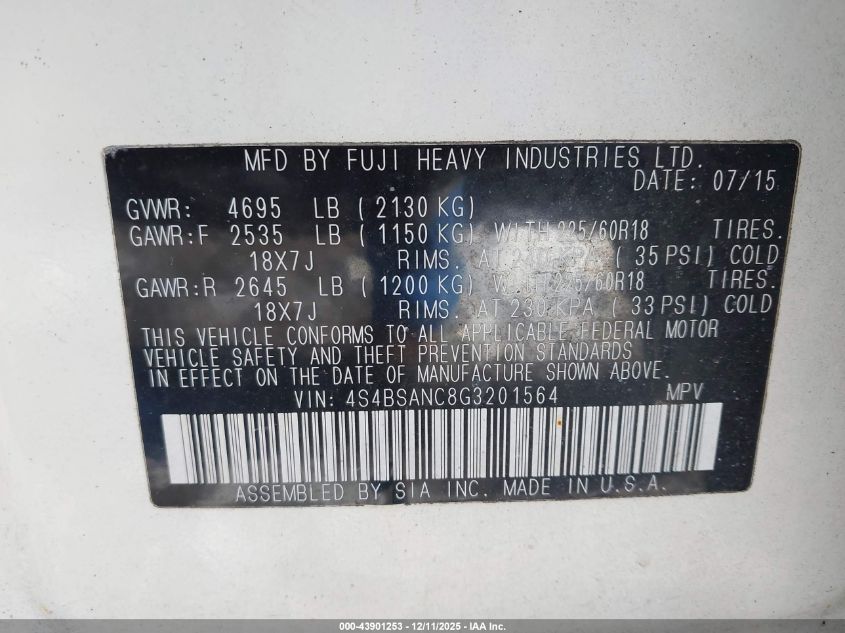 MFD BY FUJI HEAVY INDUSTRIES LTD.
DATE: 07/15
GVWR: 4695 LB ( 2130 KG)
GAWR:F 2535 LB ( 1150 KG) WITH 225/60R18 TIRES.
18X7J RIMS. AT 240 KPA ( 35 PSI) COLD
GAWR:R 2645 LB ( 1200 KG) WITH 225/60R18 TIRES.
18X7J RIMS. AT 230 KPA ( 33 PSI) COLD
THIS VEHICLE CONFORMS TO ALL APPLICABLE FEDERAL MOTOR
VEHICLE SAFETY AND THEFT PREVENTION STANDARDS
IN EFFECT ON THE DATE OF MANUFACTURE SHOWN ABOVE.
VIN: 4S4BSANC8G3201564 MPV
ASSEMBLED BY SIA INC. MADE IN U.S.A.
000-43901253 - 12/11/2025 - IAA Inc.